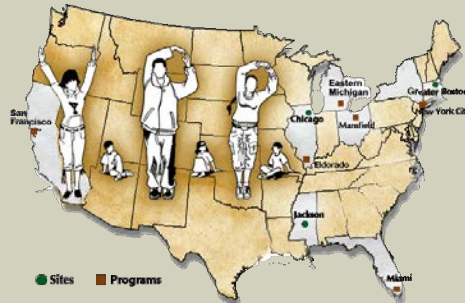 Eastern
Michigan
Greater Boston
New York City
San
Francisco
Chicago
Mansfield
Eldorado
Jackson
Miami
Sites
Programs